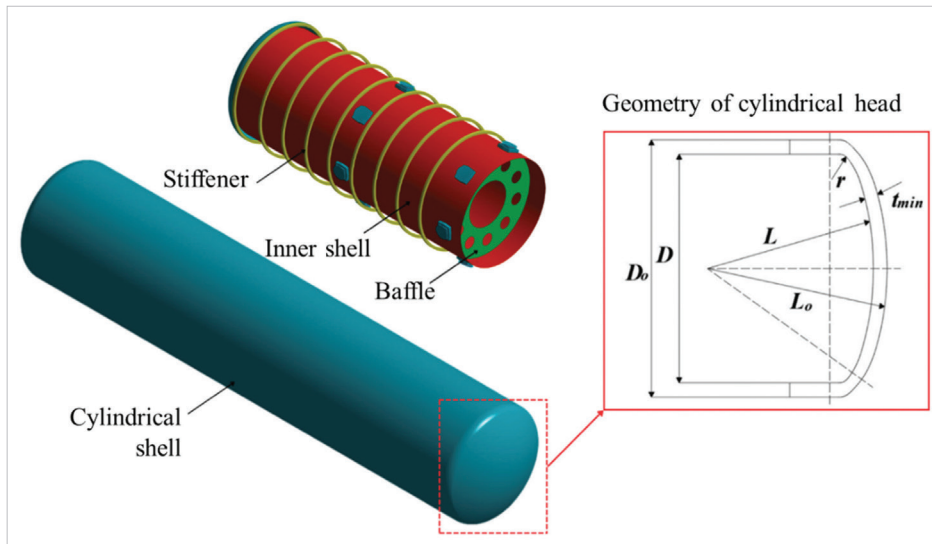 Geometry of cylindrical head
Stiffener
Inner shell
Baffle
Cylindrical
shell
r
tmin
L
Do
D
Lo